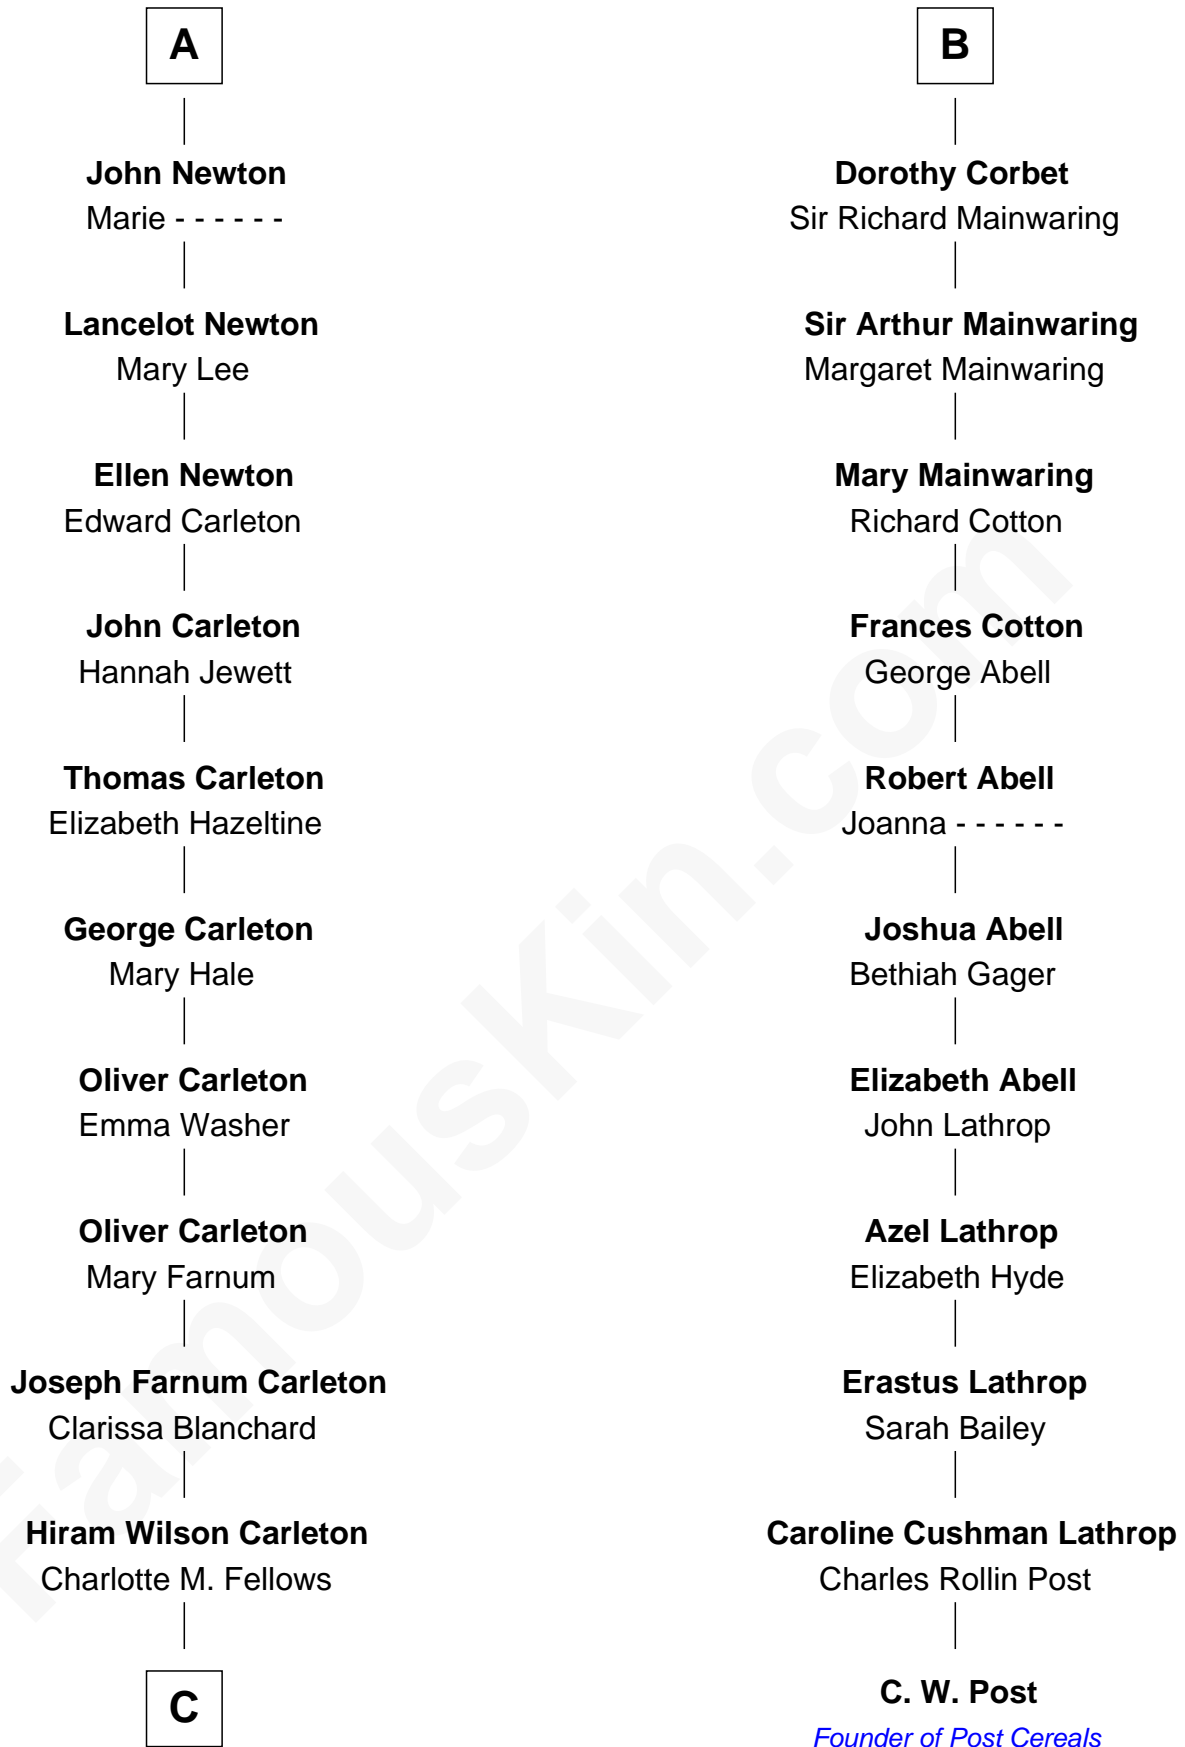 A
John Newton
Marie - - - - - -
Lancelot Newton
Mary Lee
Ellen Newton
Edward Carleton
John Carleton
Hannah Jewett
Thomas Carleton
Elizabeth Hazeltine
George Carleton
Mary Hale
Oliver Carleton
Emma Washer
Oliver Carleton
Mary Farnum
Joseph Farnum Carleton
Clarissa Blanchard
Hiram Wilson Carleton
Charlotte M. Fellows
C
B
Dorothy Corbet
Sir Richard Mainwaring
Sir Arthur Mainwaring
Margaret Mainwaring
Mary Mainwaring
Richard Cotton
Frances Cotton
George Abell
Robert Abell
Joanna - - - - - -
Joshua Abell
Bethiah Gager
Elizabeth Abell
John Lathrop
Azel Lathrop
Elizabeth Hyde
Erastus Lathrop
Sarah Bailey
Caroline Cushman Lathrop
Charles Rollin Post
C. W. Post
Founder of Post Cereals
FamousKin.com